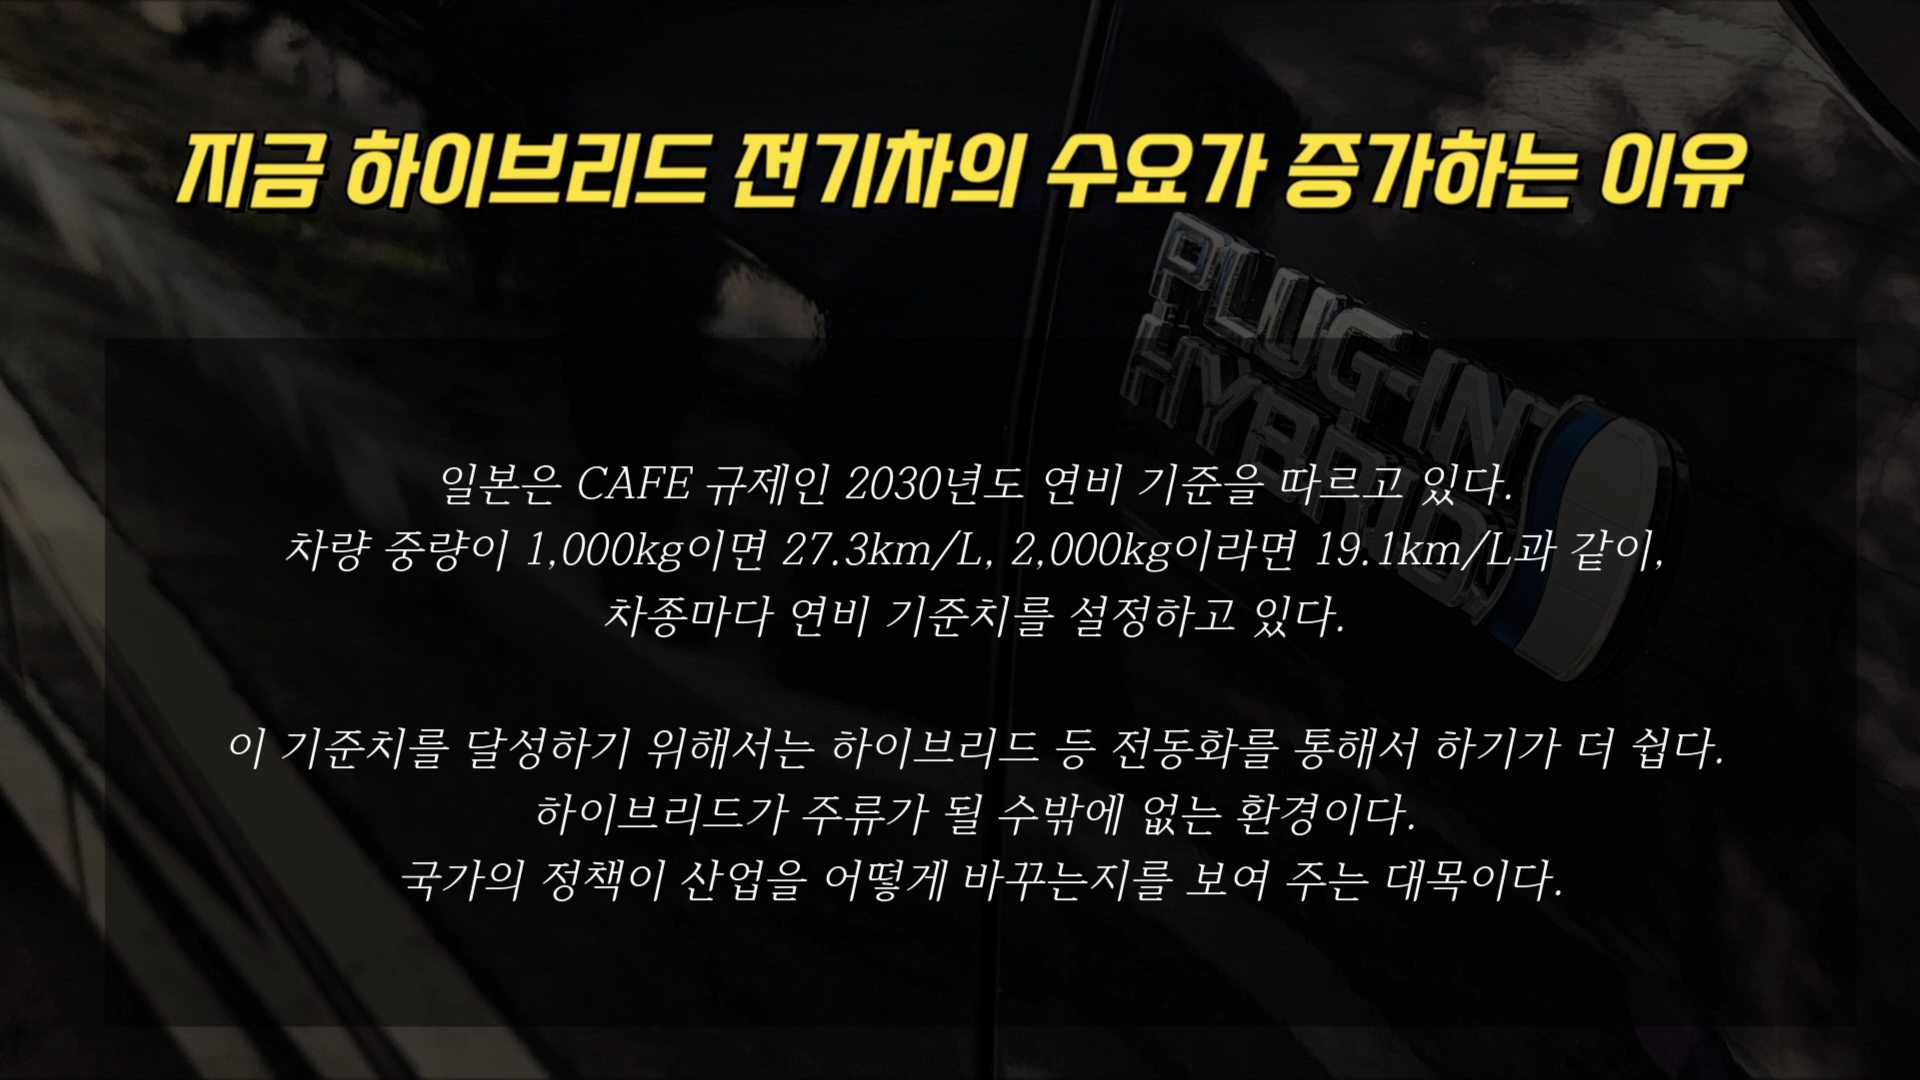 지금 하이브리드 전기차의 수요가 증가하는 이유
PLUG-IN
HYBRID
일본은 CAFE 규제인 2030년도 연비 기준을 따르고 있다.
차량 중량이 1,000kg이면 27.3km/L, 2,000kg이라면 19.1km/L과 같이,
차종마다 연비 기준치를 설정하고 있다.
이 기준치를 달성하기 위해서는 하이브리드 등 전동화를 통해서 하기가 더 쉽다.
하이브리드가 주류가 될 수밖에 없는 환경이다.
국가의 정책이 산업을 어떻게 바꾸는지를 보여 주는 대목이다.